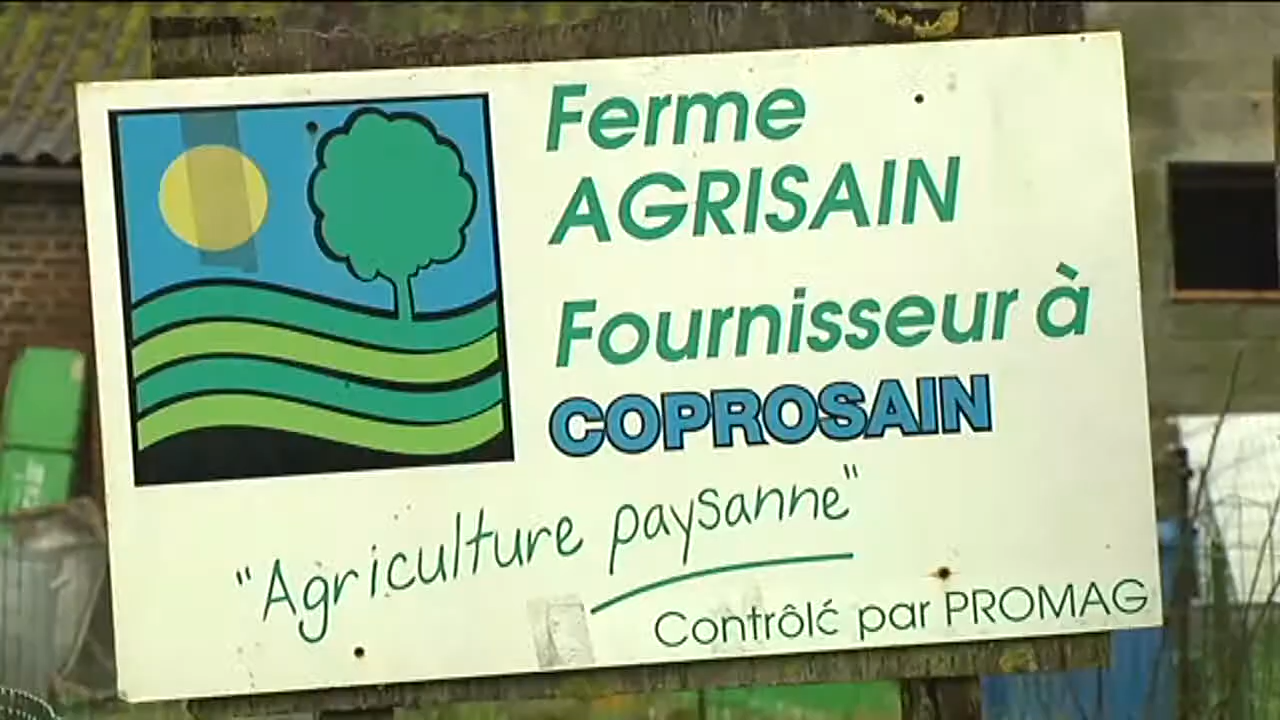 Ferme
AGRISAIN
Fournisseur à
COPROSAIN
"Agriculture paysanne"
Contrôlé par PROMAG